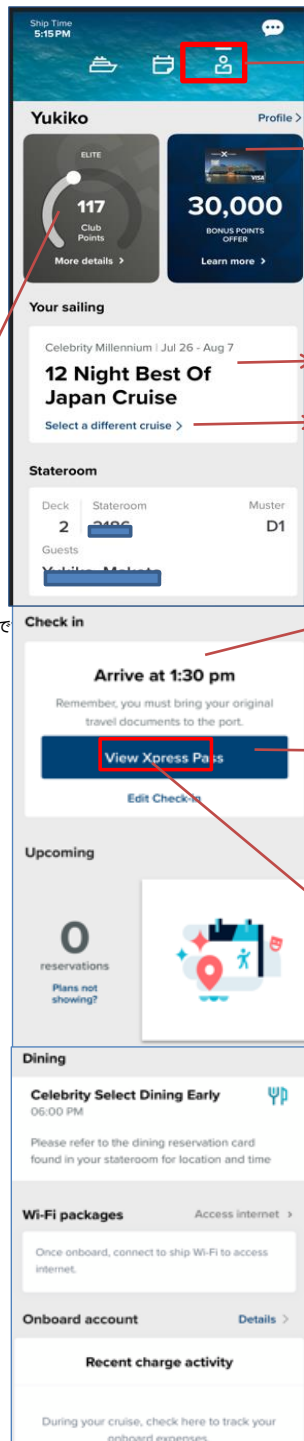 Ship Time
5:15 PM
Yukiko
Profile >
ELITE
117
Club
Points
More details >
VISA
30,000
BONUS POINTS
OFFER
Learn more >
Your sailing
Celebrity Millennium | Jul 26 - Aug 7
12 Night Best Of
Japan Cruise
Select a different cruise >
Stateroom
Deck
Stateroom
Muster
2
D1
Guests
で
Check in
Arrive at 1:30 pm
Remember, you must bring your original
travel documents to the port.
View Xpress Pass
Edit Check-in
Upcoming
0
reservations
Plans not
showing?
Dining
Celebrity Select Dining Early
06:00 PM
Please refer to the dining reservation card
found in your stateroom for location and time
Wi-Fi packages
Access internet >
Once onboard, connect to ship Wi-Fi to access
internet.
Onboard account
Details >
Recent charge activity
During your cruise, check here to track your
onboard expenses.